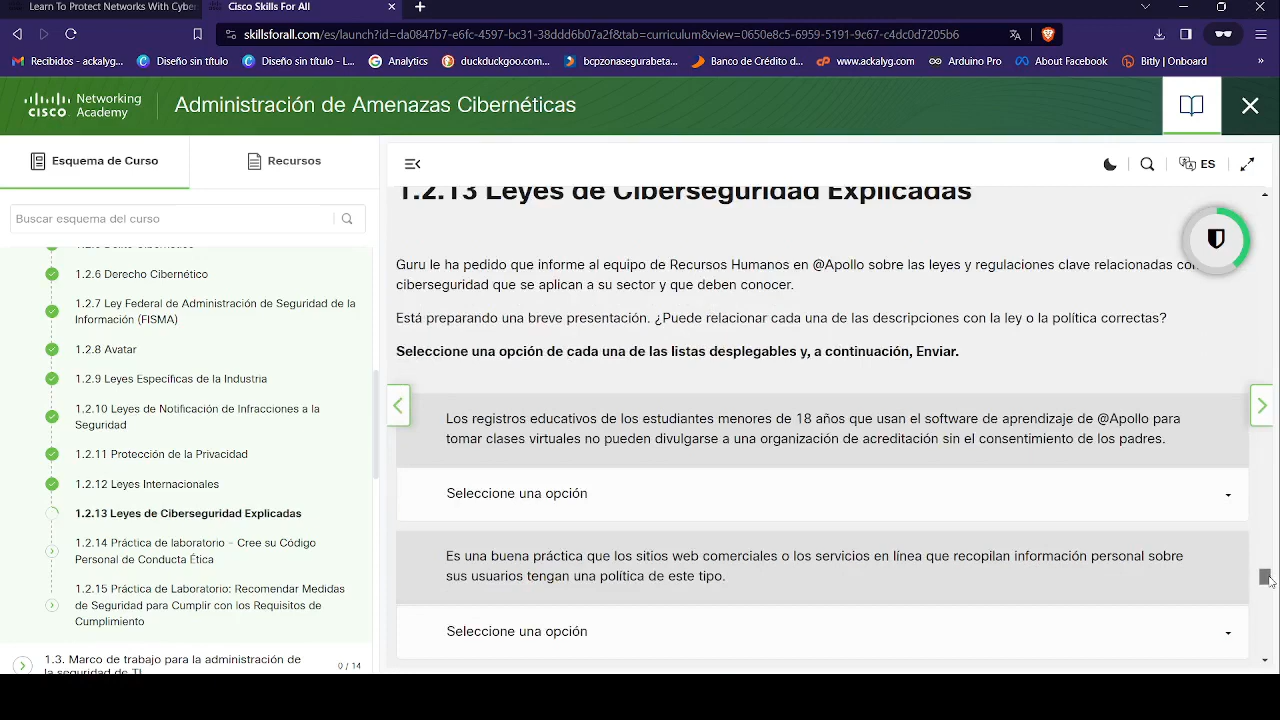 Learn To Protect Networks With Cyber
Cisco Skills For All
skillsforall.com/es/launch?id=da0847b7-e6fc-4597-bc31-38ddd6b07a2f&tab=curriculum&view=0650e8c5-6959-5191-9c67-c4dc0d7205b6
Recibidos - ackalyg...
Diseño sin título
Diseño sin título - L...
Analytics
duckduckgoo.com...
bcpzonasegurabeta...
Banco de Crédito d...
www.ackalyg.com
Arduino Pro
About Facebook
Bitly | Onboard
»
cisco Networking Academy
Administración de Amenazas Cibernéticas
Esquema de Curso
Recursos
ES
Buscar esquema del curso
1.2.6 Derecho Cibernético
1.2.7 Ley Federal de Administración de Seguridad de la
Información (FISMA)
1.2.8 Avatar
1.2.9 Leyes Específicas de la Industria
1.2.10 Leyes de Notificación de Infracciones a la
Seguridad
1.2.11 Protección de la Privacidad
1.2.12 Leyes Internacionales
1.2.13 Leyes de Ciberseguridad Explicadas
1.2.14 Práctica de laboratorio - Cree su Código
Personal de Conducta Ética
1.2.15 Práctica de Laboratorio: Recomendar Medidas
de Seguridad para Cumplir con los Requisitos de
Cumplimiento
1.3. Marco de trabajo para la administración de
la seguridad de TI
0 / 14
1.2.13 Leyes de Ciberseguridad Explicadas
Guru le ha pedido que informe al equipo de Recursos Humanos en @Apollo sobre las leyes y regulaciones clave relacionadas con
ciberseguridad que se aplican a su sector y que deben conocer.
Está preparando una breve presentación. ¿Puede relacionar cada una de las descripciones con la ley o la política correctas?
Seleccione una opción de cada una de las listas desplegables y, a continuación, Enviar.
Los registros educativos de los estudiantes menores de 18 años que usan el software de aprendizaje de @Apollo para
tomar clases virtuales no pueden divulgarse a una organización de acreditación sin el consentimiento de los padres.
Seleccione una opción
Es una buena práctica que los sitios web comerciales o los servicios en línea que recopilan información personal sobre
sus usuarios tengan una política de este tipo.
Seleccione una opción